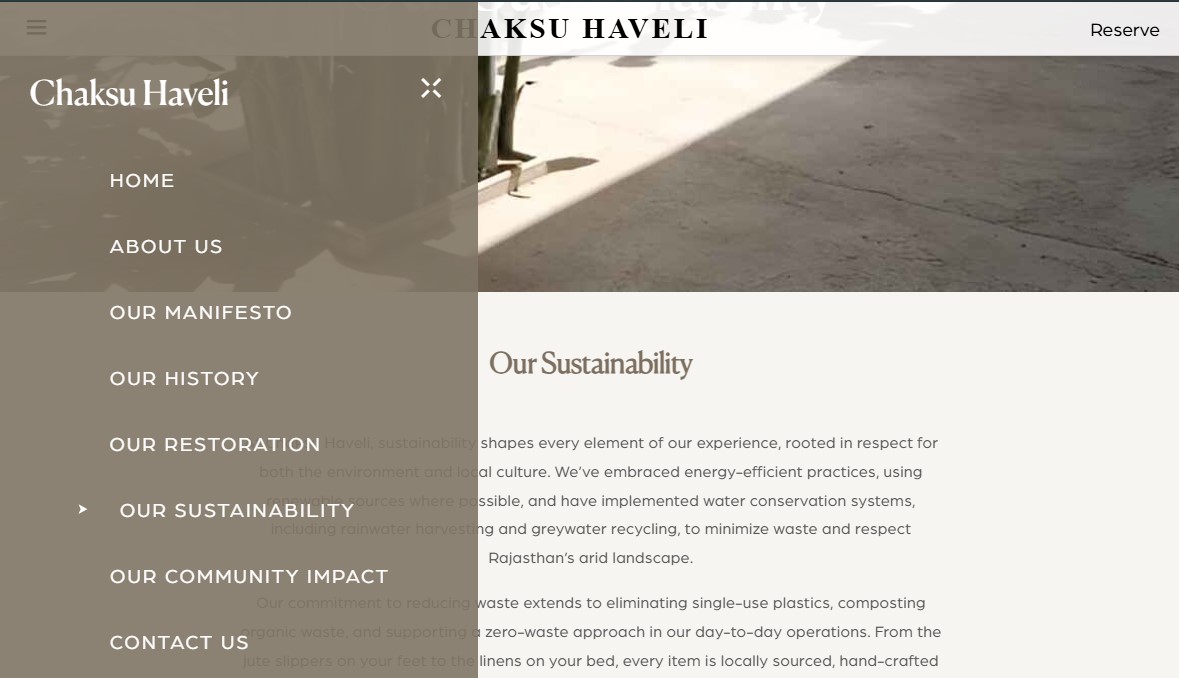 CHAKSU HAVELI
Reserve
Chaksu Haveli
HOME
ABOUT US
OUR MANIFESTO
OUR HISTORY
OUR RESTORATION
OUR SUSTAINABILITY
OUR COMMUNITY IMPACT
CONTACT US
Our Sustainability
Haveli, sustainability shapes every element of our experience, rooted in respect for
both the environment and local culture. We've embraced energy-efficient practices, using
renewable sources where possible, and have implemented water conservation systems,
including rainwater harvesting and greywater recycling, to minimize waste and respect
Rajasthan's arid landscape.
Our commitment to reducing waste extends to eliminating single-use plastics, composting
organic waste, and supporting a zero-waste approach in our day-to-day operations. From the
jute slippers on your feet to the linens on your bed, every item is locally sourced, hand-crafted